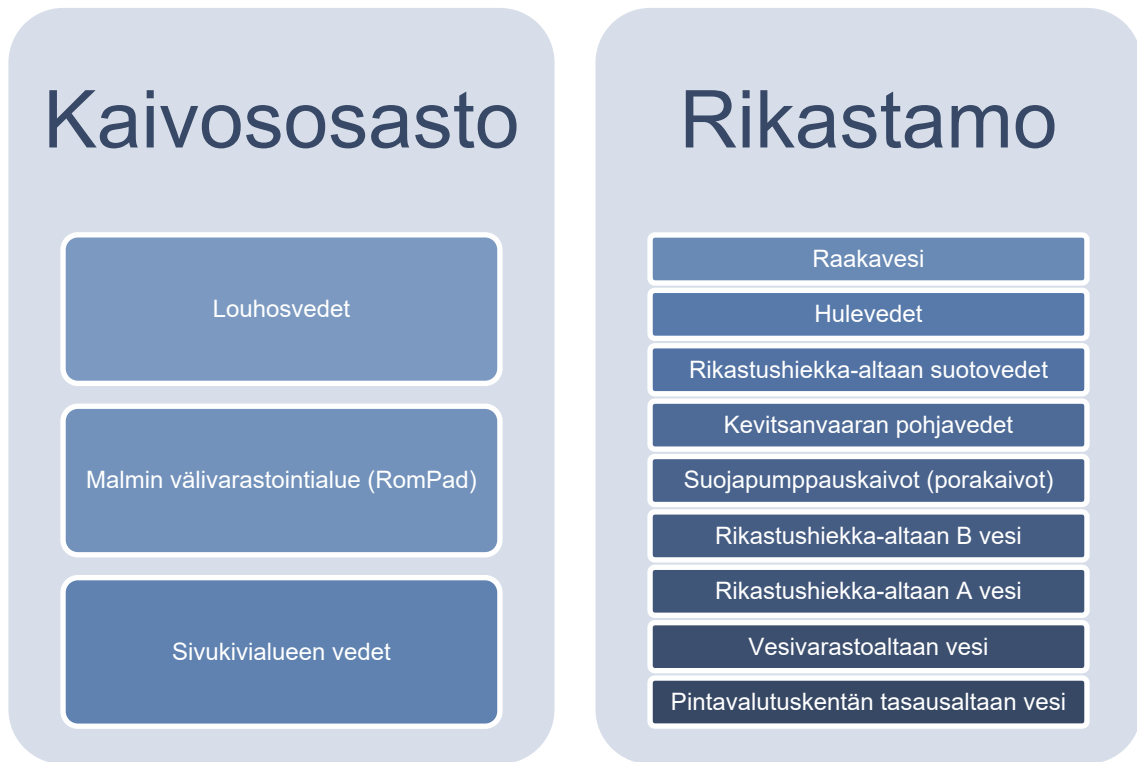 Kaivososasto
Louhosvedet
Malmin välivarastointialue (RomPad)
Sivukivialueen vedet
Rikastamo
Raakavesi
Hulevedet
Rikastushiekka-altaan suotovedet
Kevitsanvaaran pohjavedet
Suojapumppauskaivot (porakaivot)
Rikastushiekka-altaan B vesi
Rikastushiekka-altaan A vesi
Vesivarastoaltaan vesi
Pintavalutuskentän tasausaltaan vesi